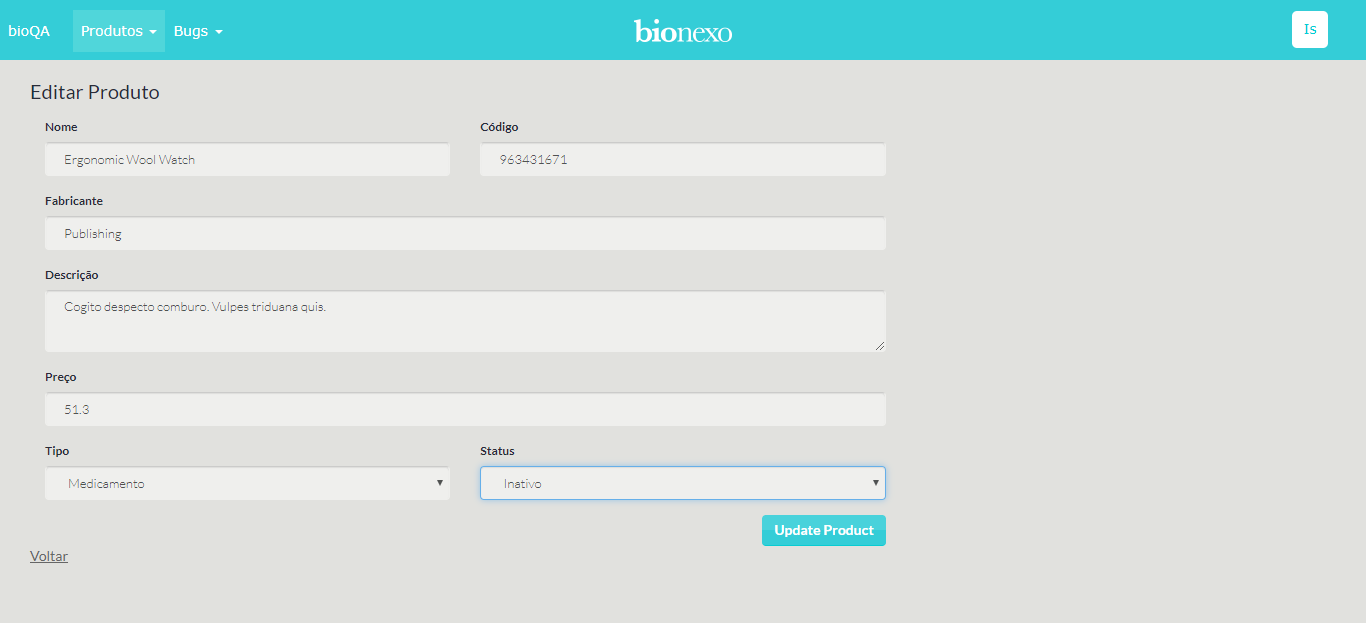 bioQA Produtos Bugs bionexo Is
Editar Produto
Nome Código
Ergonomic Wool Watch 963431671
Fabricante
Publishing
Descrição
Cogito despecto comburo. Vulpes triduana quis.
Preço
51.3
Tipo Status
Medicamento Inativo
Update Product
Voltar